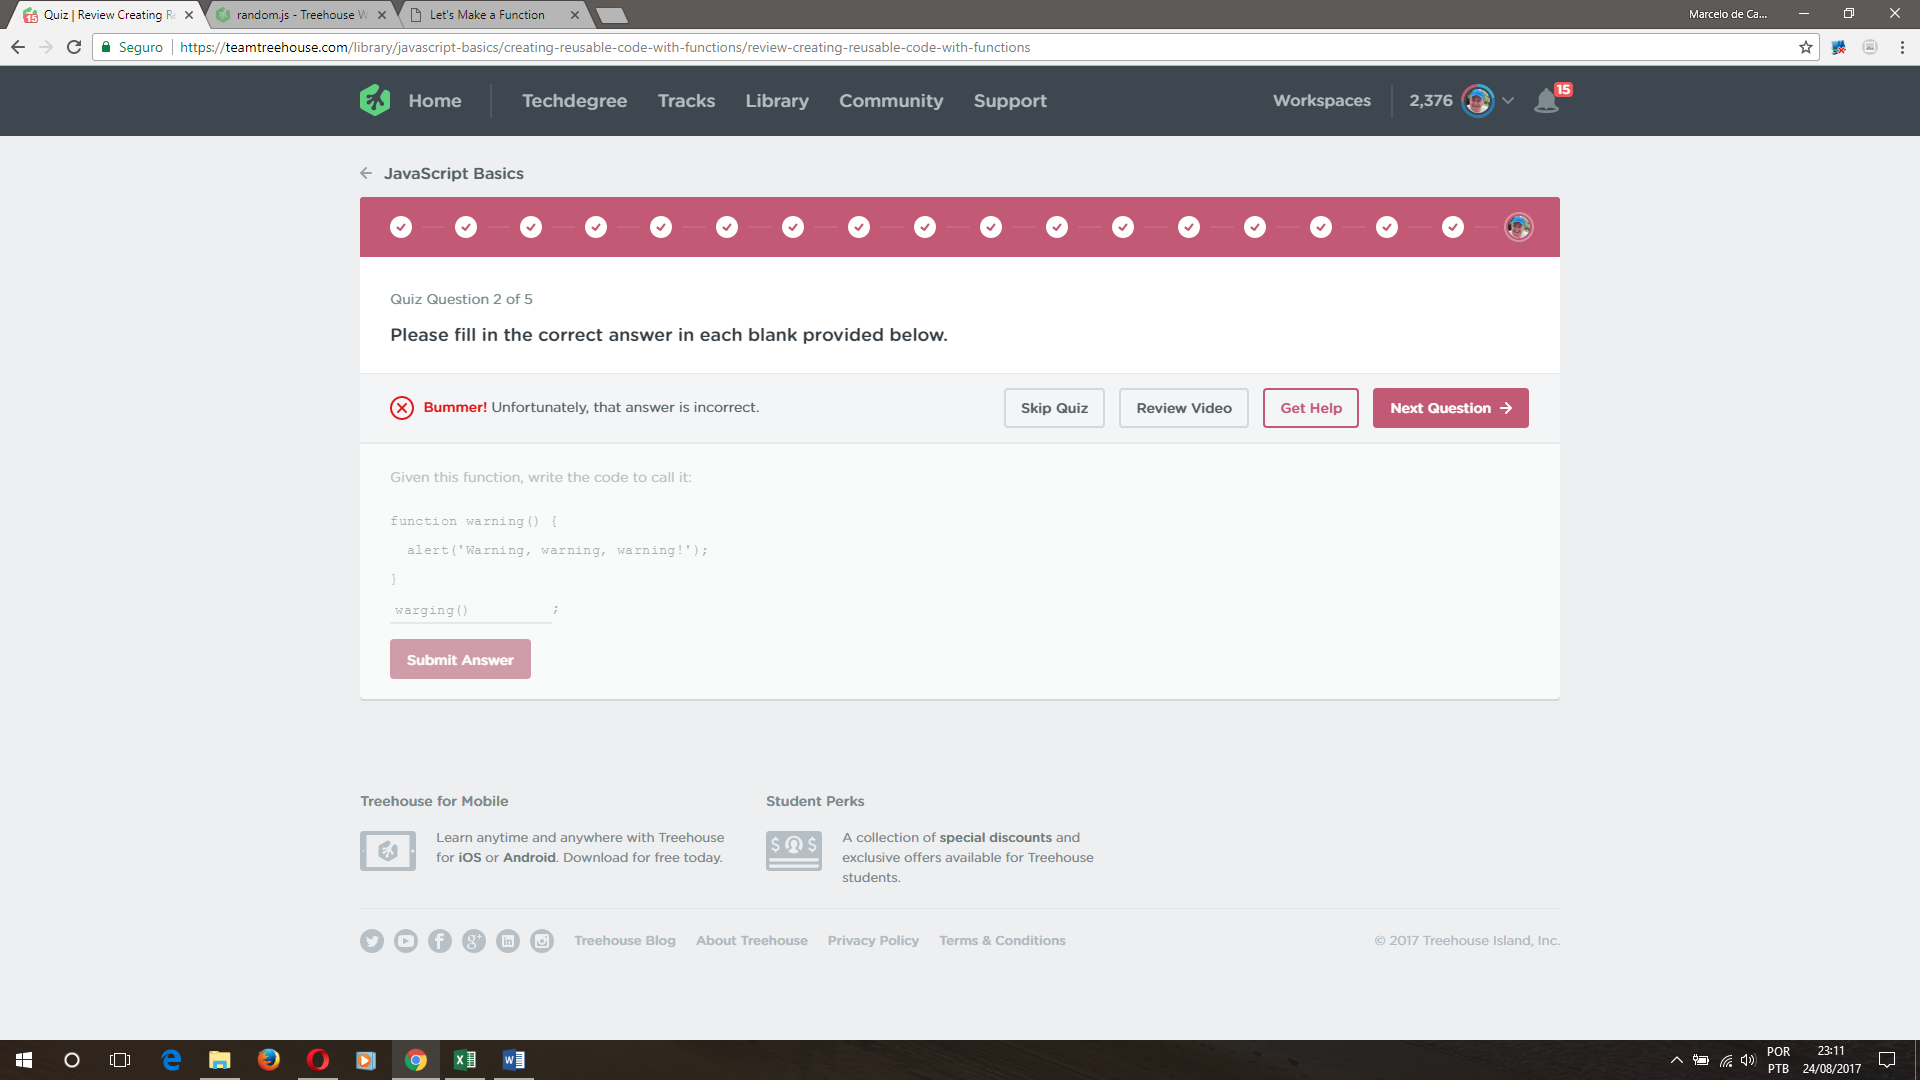 Quiz | Review Creating Re
random.js - Treehouse W
Let's Make a Function
Marcelo de Ca...
Seguro
https://teamtreehouse.com/library/javascript-basics/creating-reusable-code-with-functions/review-creating-reusable-code-with-functions
Home
Techdegree
Tracks
Library
Community
Support
Workspaces
2,376
15
JavaScript Basics
Quiz Question 2 of 5
Please fill in the correct answer in each blank provided below.
Bummer! Unfortunately, that answer is incorrect.
Skip Quiz
Review Video
Get Help
Next Question
Given this function, write the code to call it:
function warning() {
alert('Warning, warning, warning!');
}
warging() ;
Submit Answer
Treehouse for Mobile
Learn anytime and anywhere with Treehouse
for iOS or Android. Download for free today.
Student Perks
A collection of special discounts and
exclusive offers available for Treehouse
students.
Treehouse Blog
About Treehouse
Privacy Policy
Terms & Conditions
© 2017 Treehouse Island, Inc.
POR
PTB
23:11
24/08/2017